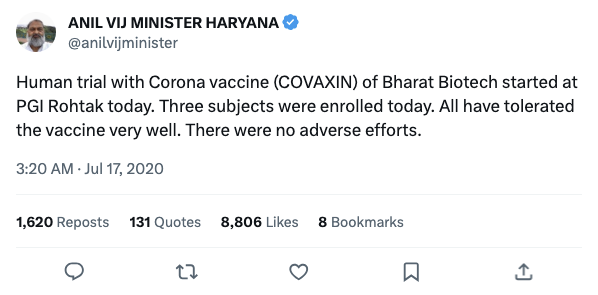 ANIL VIJ MINISTER HARYANA
@anilvijminister
Human trial with Corona vaccine (COVAXIN) of Bharat Biotech started at
PGI Rohtak today. Three subjects were enrolled today. All have tolerated
the vaccine very well. There were no adverse efforts.
3:20 AM · Jul 17, 2020
1,620 Reposts 131 Quotes 8,806 Likes 8 Bookmarks